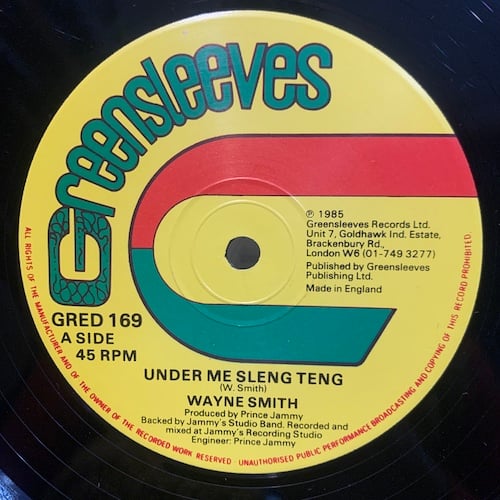 Greensleeves
℗ 1985
Greensleeves Records Ltd.
Unit 7, Goldhawk Ind. Estate,
Brackenbury Rd.,
London W6 (01-749 3277)
Published by Greensleeves
Publishing Ltd.
Made in England
GRED 169
A SIDE
45 RPM
UNDER ME SLENG TENG
(W. Smith)
WAYNE SMITH
Produced by Prince Jammy
Backed by Jammy's Studio Band. Recorded and
mixed at Jammy's Recording Studio
Engineer: Prince Jammy
ALL RIGHTS OF THE MANUFACTURER AND OF THE OWNER OF THE RECORDED WORK RESERVED · UNAUTHORISED PUBLIC PERFORMANCE BROADCASTING AND COPYING OF THIS RECORD PROHIBITED